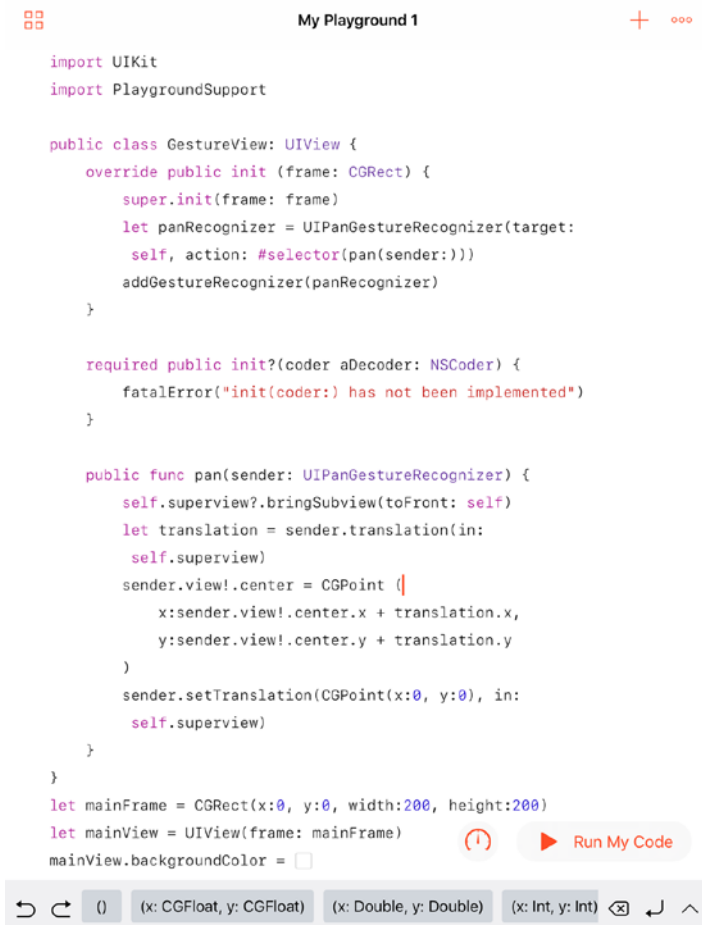 My Playground 1
import UIKit
import PlaygroundSupport
public class GestureView: UIView {
override public init (frame: CGRect) {
super.init(frame: frame)
let panRecognizer = UIPanGestureRecognizer(target:
self, action: #selector(pan(sender:)))
addGestureRecognizer(panRecognizer)
}
required public init?(coder aDecoder: NSCoder) {
fatalError("init(coder:) has not been implemented")
}
public func pan(sender: UIPanGestureRecognizer) {
self.superview?.bringSubview(toFront: self)
let translation = sender.translation(in:
self.superview)
sender.view!.center = CGPoint (
x:sender.view!.center.x + translation.x,
y:sender.view!.center.y + translation.y
)
sender.setTranslation(CGPoint(x:0, y:0), in:
self.superview)
}
}
let mainFrame = CGRect(x:0, y:0, width:200, height:200)
let mainView = UIView(frame: mainFrame)
Run My Code
mainView.backgroundColor =
() (x: CGFloat, y: CGFloat) (x: Double, y: Double) (x: Int, y: Int)